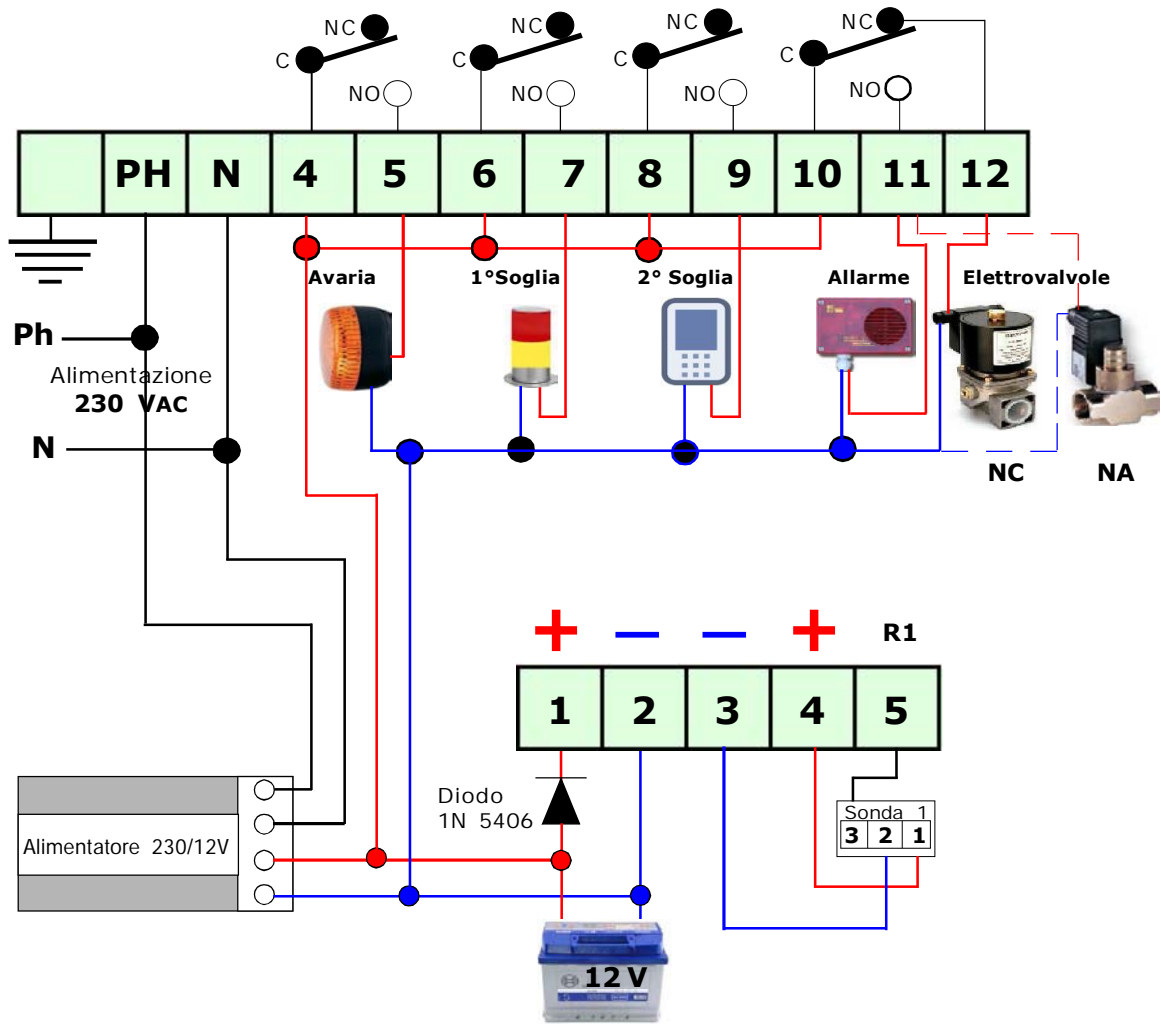 NC NC NC NC
C C C C
NO NO NO NO
PH N 4 5 6 7 8 9 10 11 12
Avaria 1°Soglia 2° Soglia Allarme Elettrovalvole
Ph
Alimentazione
230 VAC
N
NC NA
+ − − + R1
1 2 3 4 5
Diodo
1N 5406
Sonda 1
3 2 1
Alimentatore 230/12V
12 V